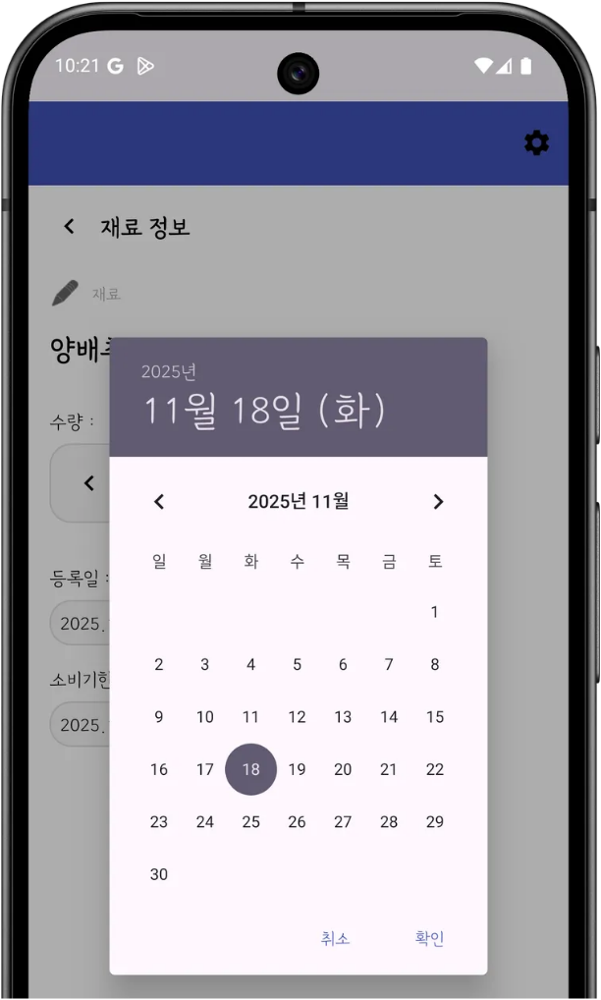 10:21
재료 정보
재료
양배
수량 :
등록일 :
2025.
소비기한
2025.
2025년
11월 18일 (화)
2025년 11월
일 월 화 수 목 금 토
1
2 3 4 5 6 7 8
9 10 11 12 13 14 15
16 17 18 19 20 21 22
23 24 25 26 27 28 29
30
취소 확인